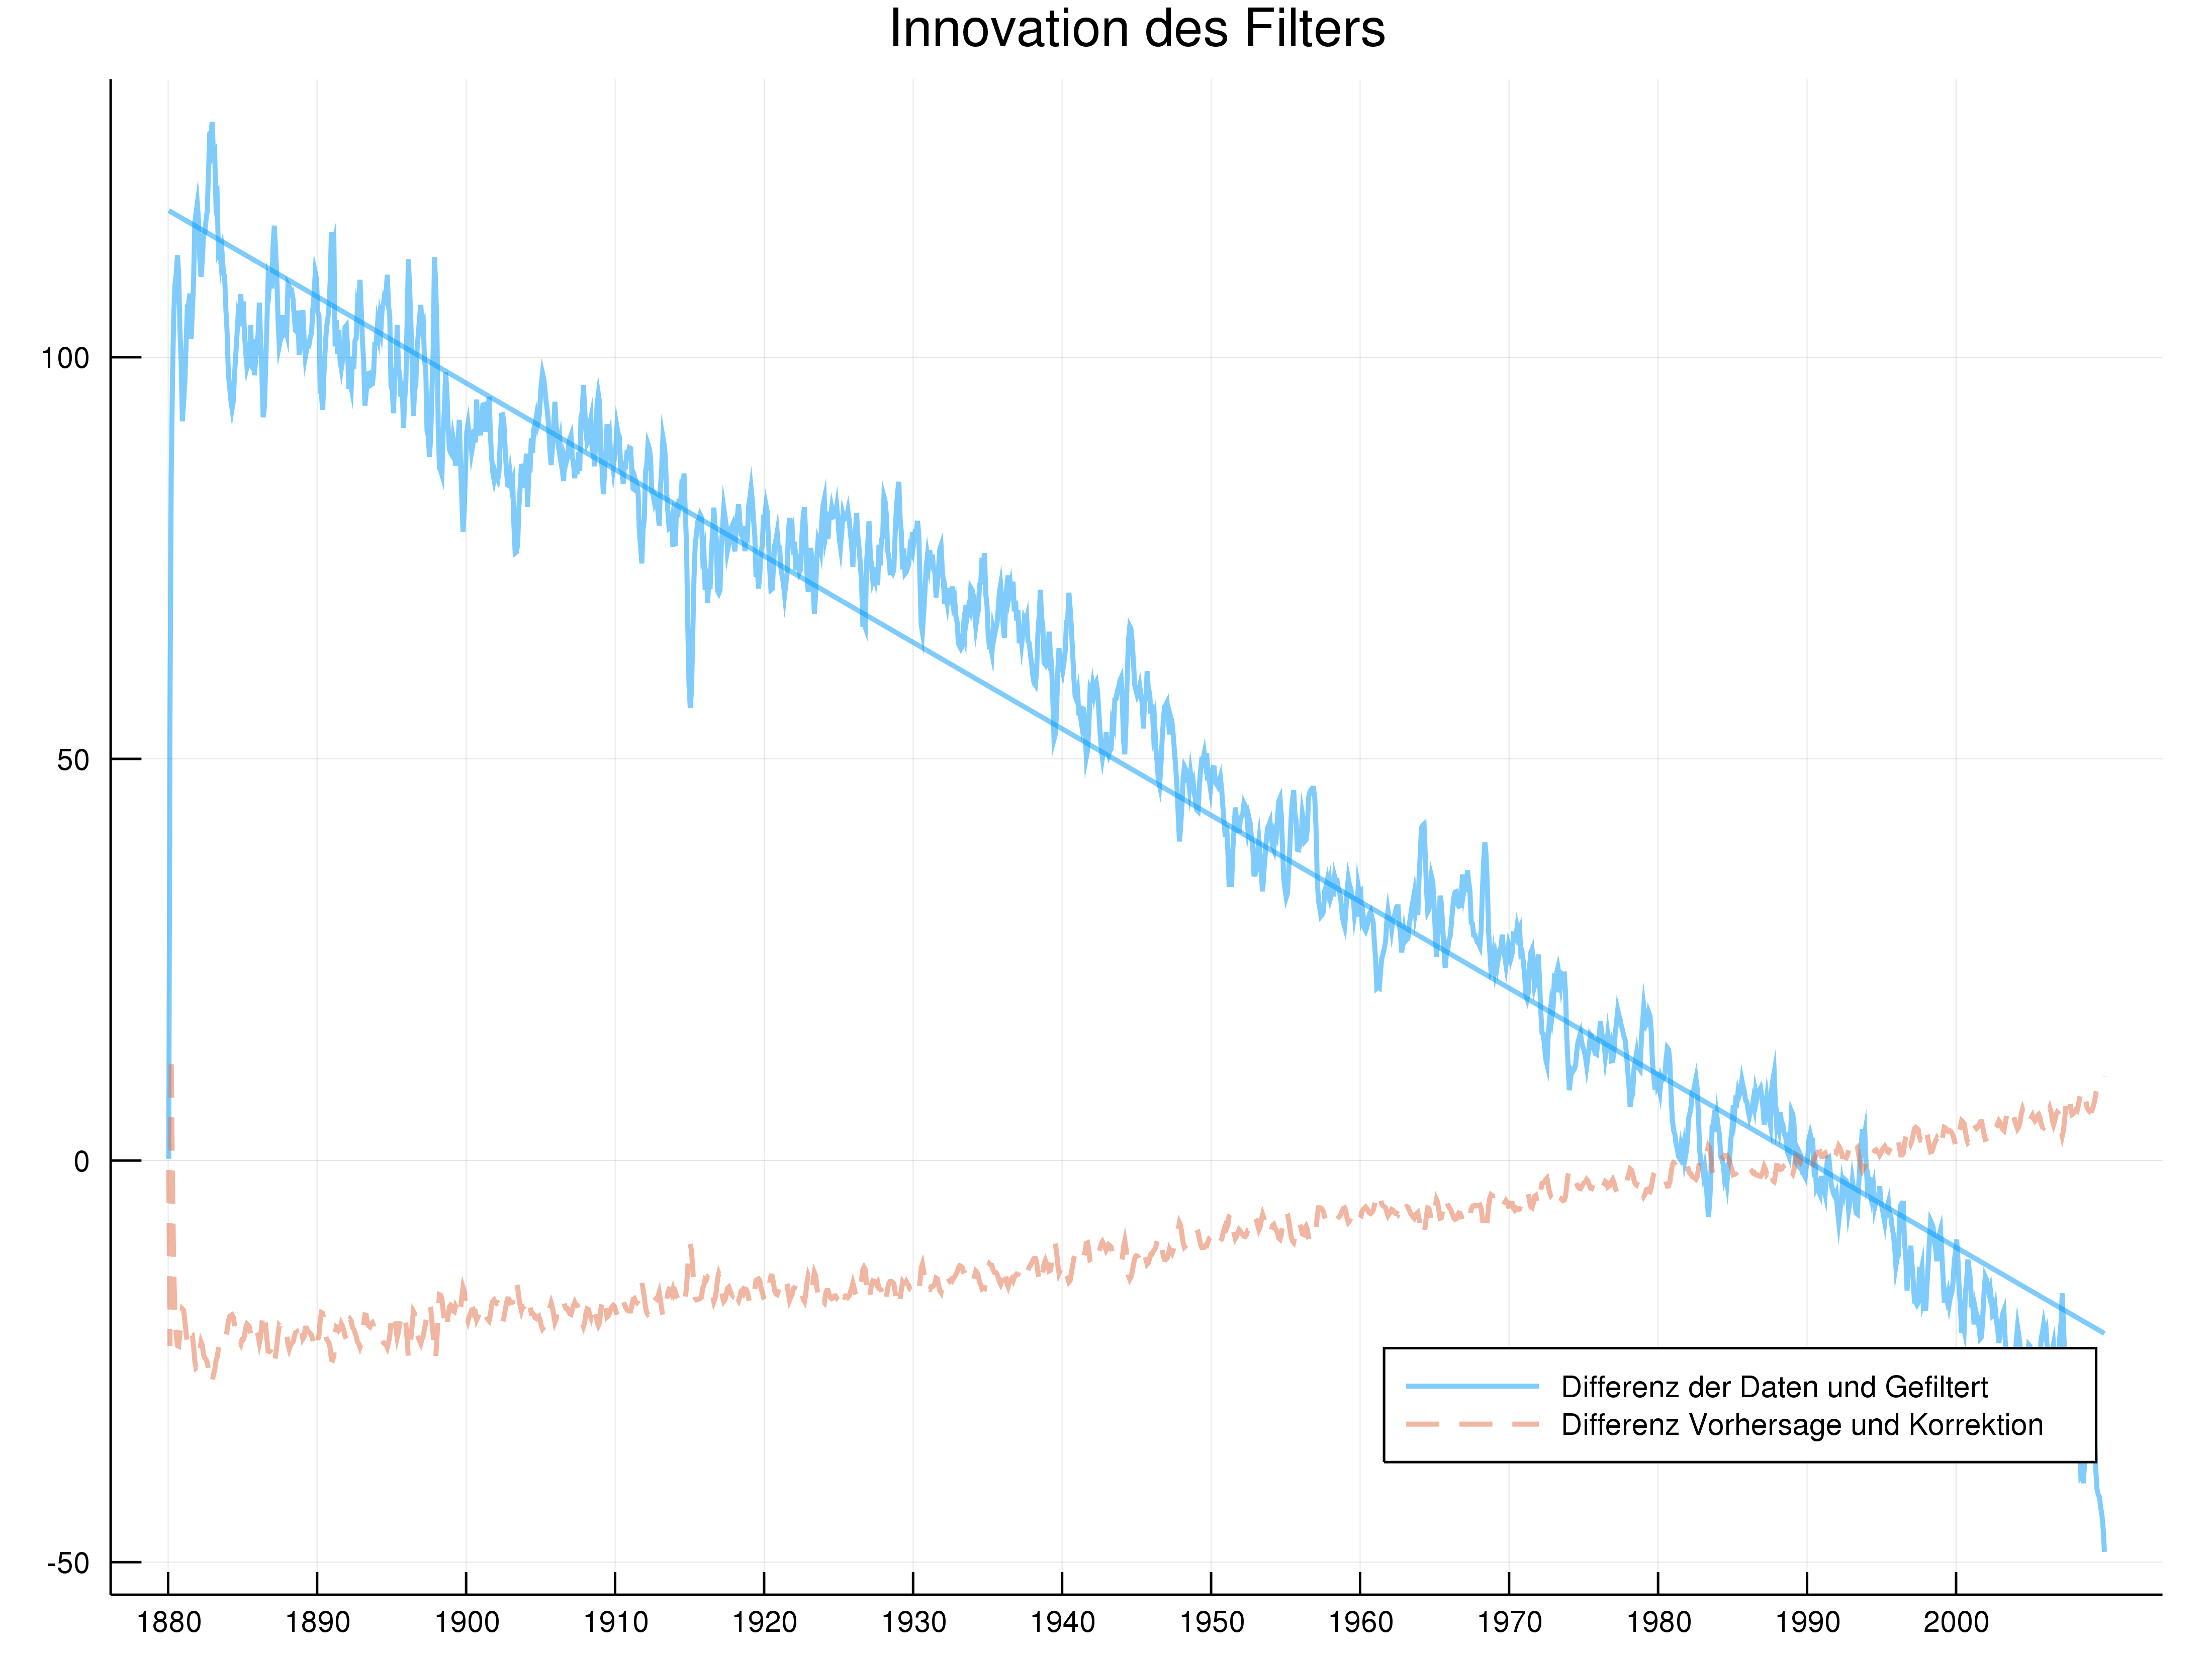 Innovation des Filters
100
50
0
-50
1880 1890 1900 1910 1920 1930 1940 1950 1960 1970 1980 1990 2000
Differenz der Daten und Gefiltert
Differenz Vorhersage und Korrektion